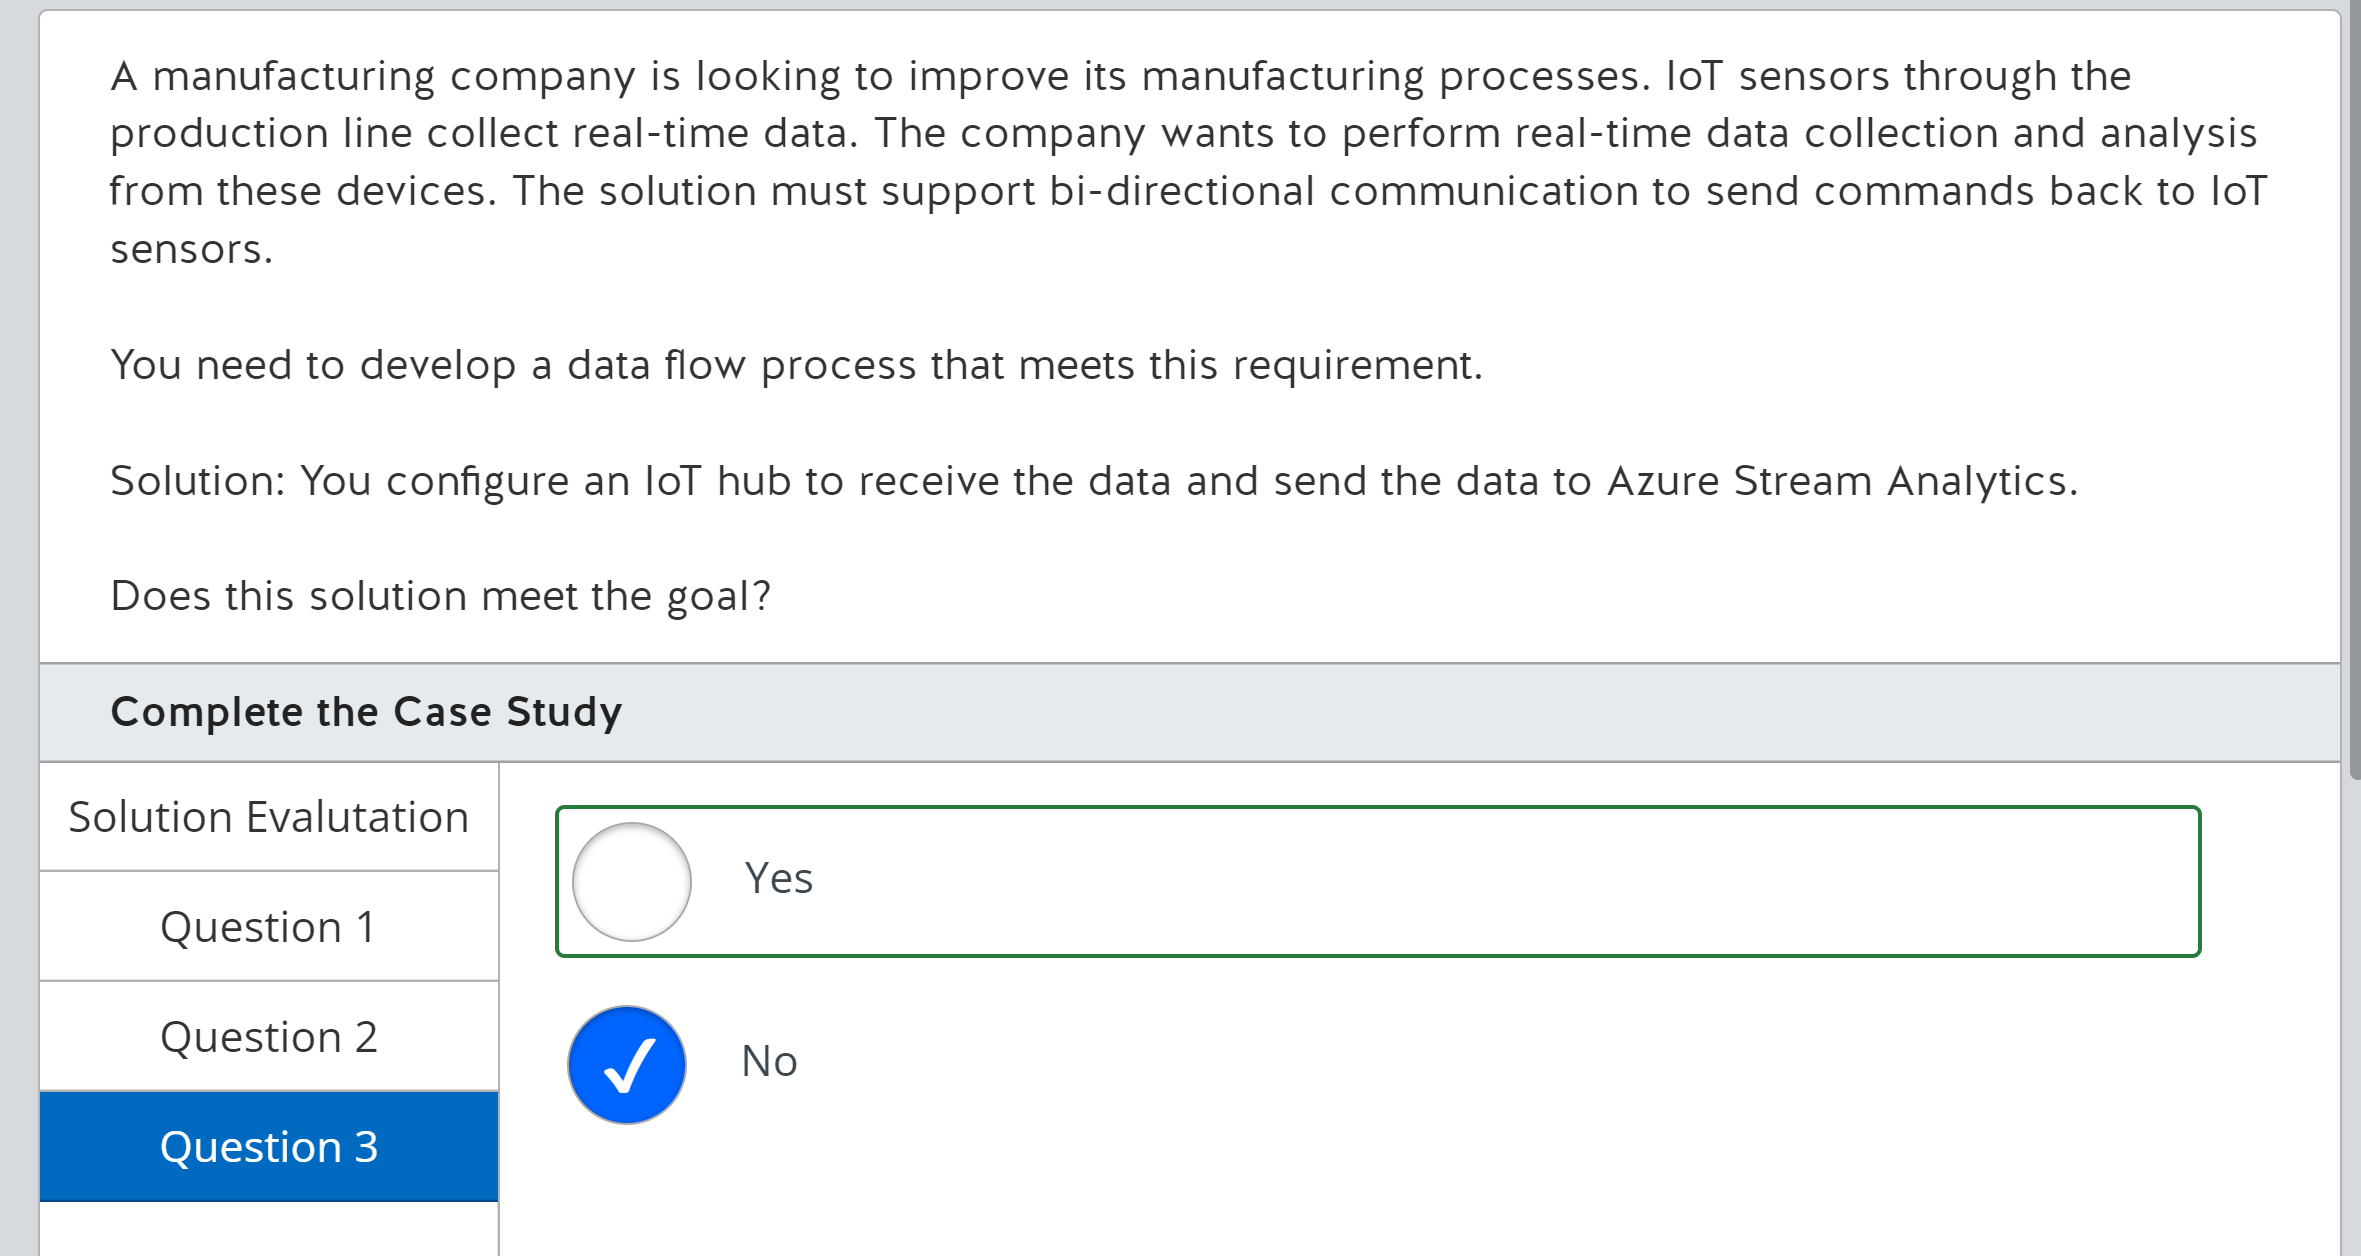 A manufacturing company is looking to improve its manufacturing processes. IoT sensors through the
production line collect real-time data. The company wants to perform real-time data collection and analysis
from these devices. The solution must support bi-directional communication to send commands back to IoT
sensors.
You need to develop a data flow process that meets this requirement.
Solution: You configure an IoT hub to receive the data and send the data to Azure Stream Analytics.
Does this solution meet the goal?
Complete the Case Study
Solution Evalutation
Yes
Question 1
Question 2
No
Question 3